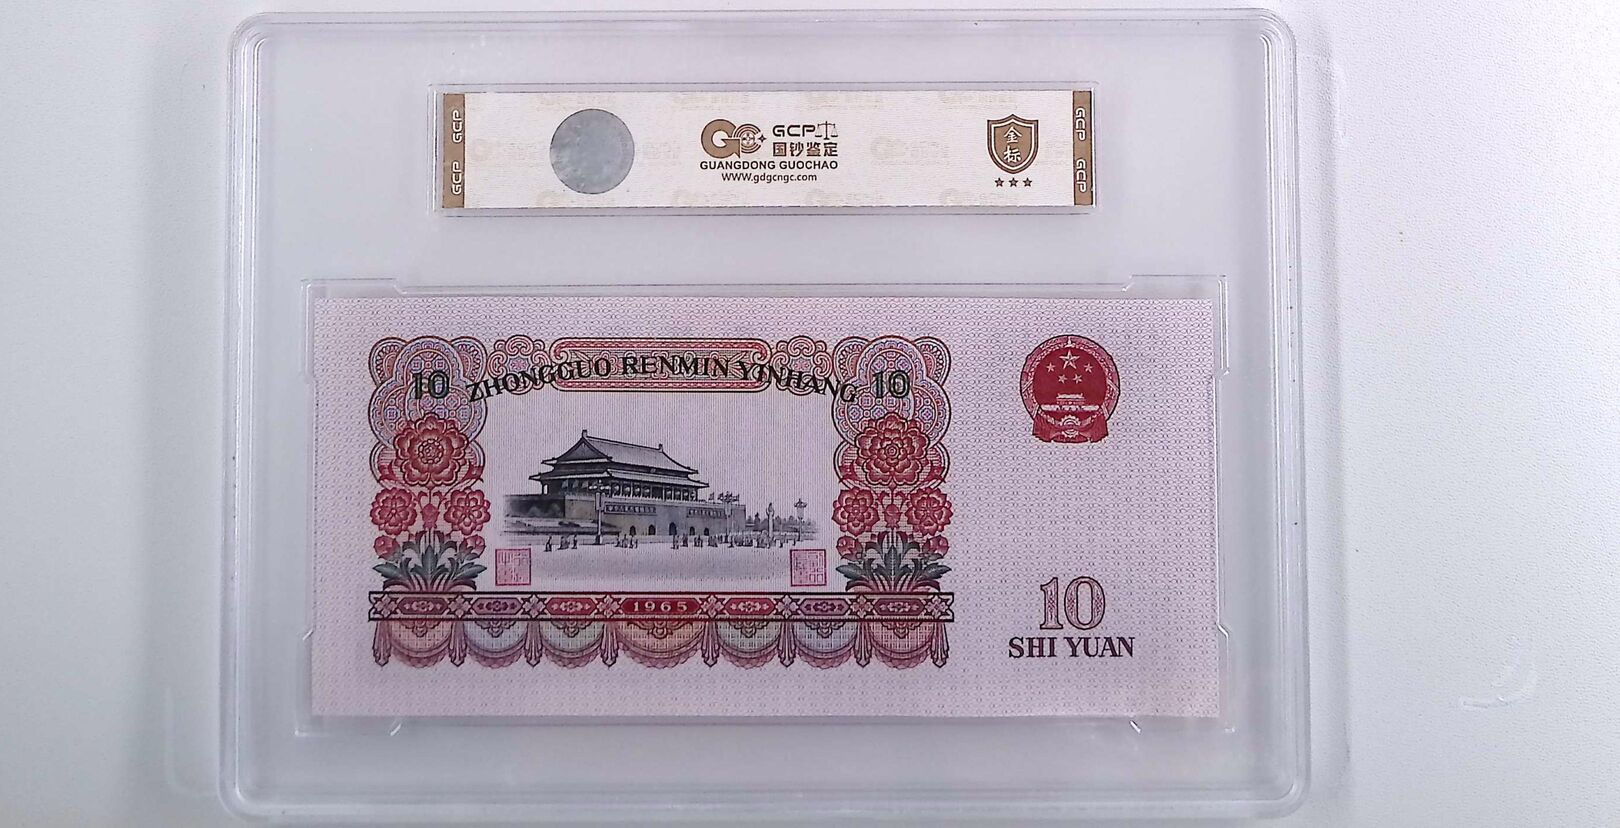 GCP
GCP
GCP
国钞鉴定
GUANGDONG GUOCHAO
WWW.gdgcngc.com
金标
GCP
GCP
10 ZHONGGUO RENMIN YINHANG 10
1965
10
SHI YUAN